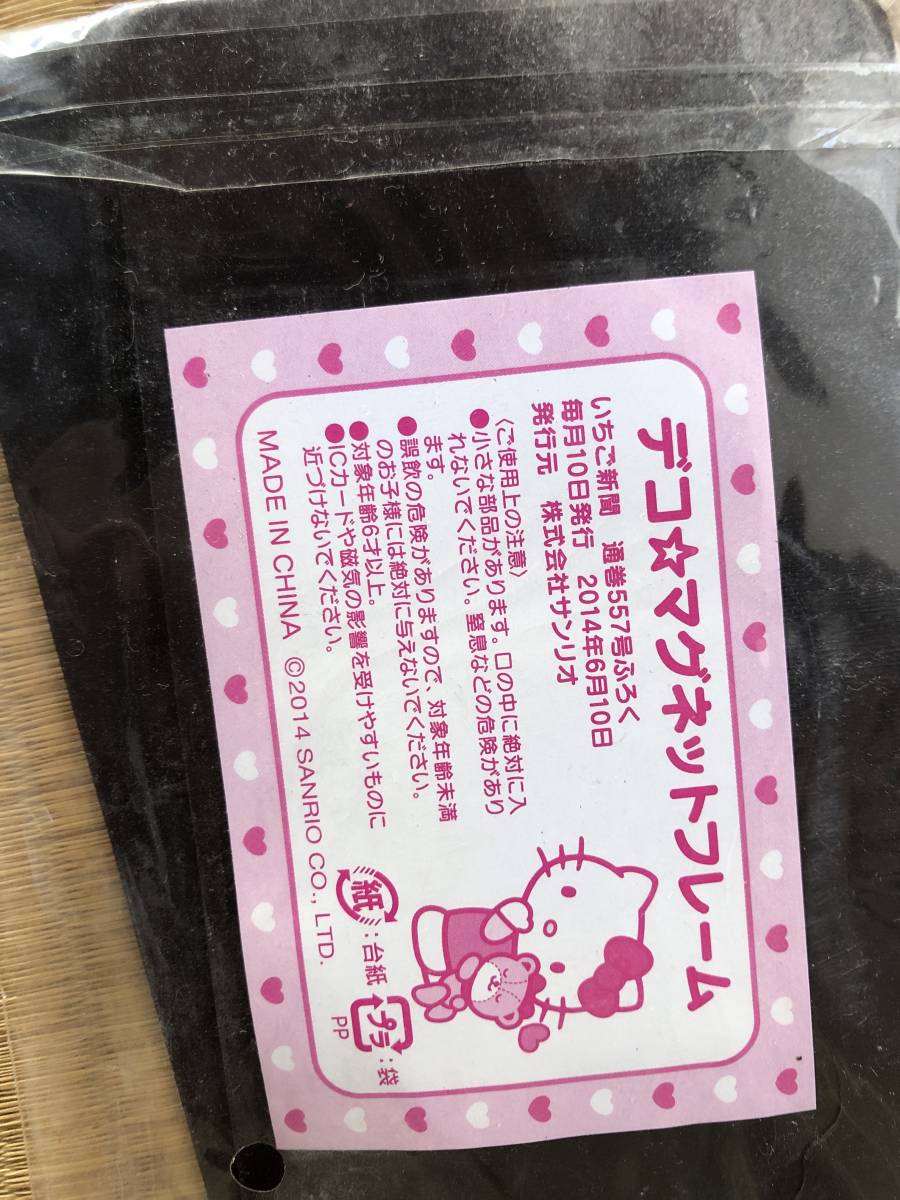 デコ☆マグネットフレーム
いちご新聞　通巻557号ふろく
毎月10日発行　2014年6月10日
発行元　株式会社サンリオ
〈ご使用上の注意〉
●小さな部品があります。口の中に絶対に入
れないでください。窒息などの危険があり
ます。
●誤飲の危険がありますので、対象年齢未満
のお子様には絶対に与えないでください。
●対象年齢6才以上。
●ICカードや磁気の影響を受けやすいものに
近づけないでください。
紙：台紙 プラ：袋
PP
MADE IN CHINA ©2014 SANRIO CO., LTD.